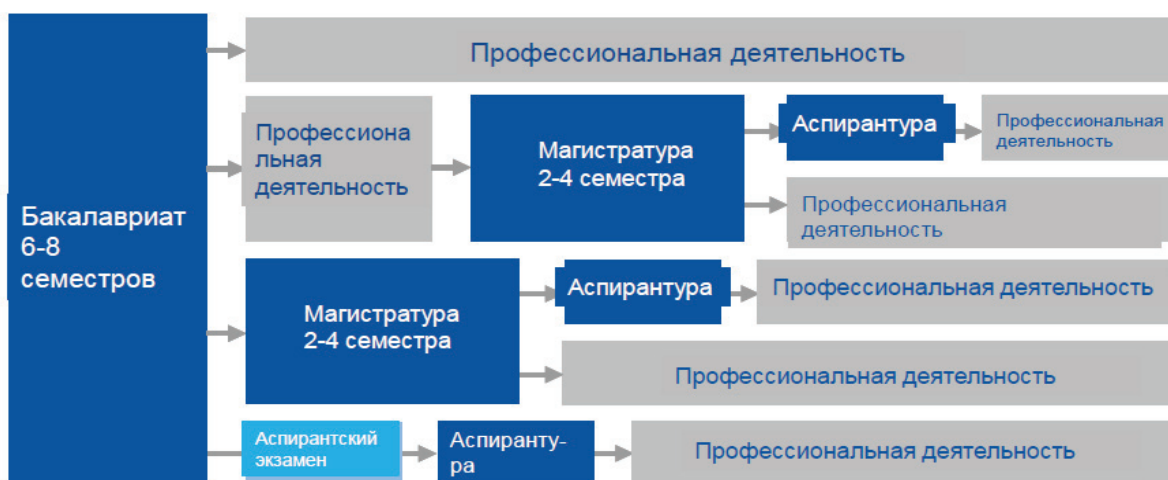 Профессиональная деятельность
Профессиона
льная
деятельность
Магистратура
2-4 семестра
Аспирантура
Профессиональная
деятельность
Профессиональная
деятельность
Бакалавриат
6-8
семестров
Магистратура
2-4 семестра
Аспирантура
Профессиональная деятельность
Профессиональная деятельность
Аспирантский
экзамен
Аспиранту-
ра
Профессиональная деятельность